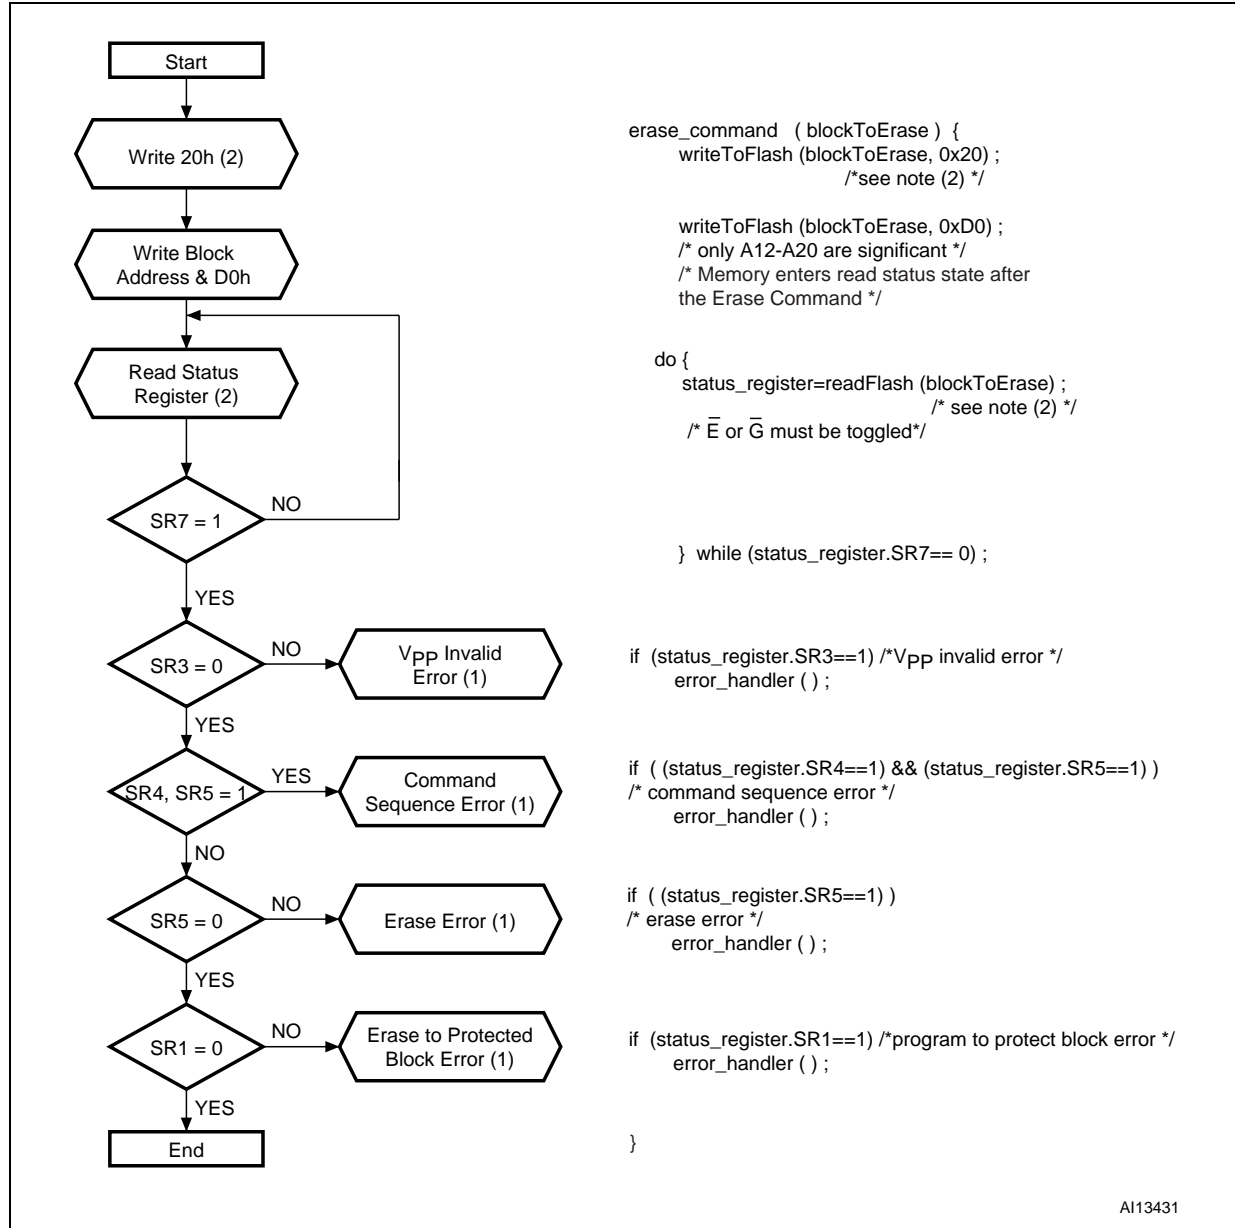 Start
Write 20h (2)
Write Block
Address & D0h
Read Status
Register (2)
SR7 = 1
NO
YES
SR3 = 0
NO
VPP Invalid
Error (1)
YES
SR4, SR5 = 1
YES
Command
Sequence Error (1)
NO
SR5 = 0
NO
Erase Error (1)
YES
SR1 = 0
NO
Erase to Protected
Block Error (1)
YES
End
erase_command ( blockToErase ) {
writeToFlash (blockToErase, 0x20) ;
/*see note (2) */
writeToFlash (blockToErase, 0xD0) ;
/* only A12-A20 are significant */
/* Memory enters read status state after
the Erase Command */
do {
status_register=readFlash (blockToErase) ;
/* see note (2) */
/* E̅ or G̅ must be toggled*/
} while (status_register.SR7== 0) ;
if (status_register.SR3==1) /*VPP invalid error */
error_handler ( ) ;
if ( (status_register.SR4==1) && (status_register.SR5==1) )
/* command sequence error */
error_handler ( ) ;
if ( (status_register.SR5==1) )
/* erase error */
error_handler ( ) ;
if (status_register.SR1==1) /*program to protect block error */
error_handler ( ) ;
}
AI13431